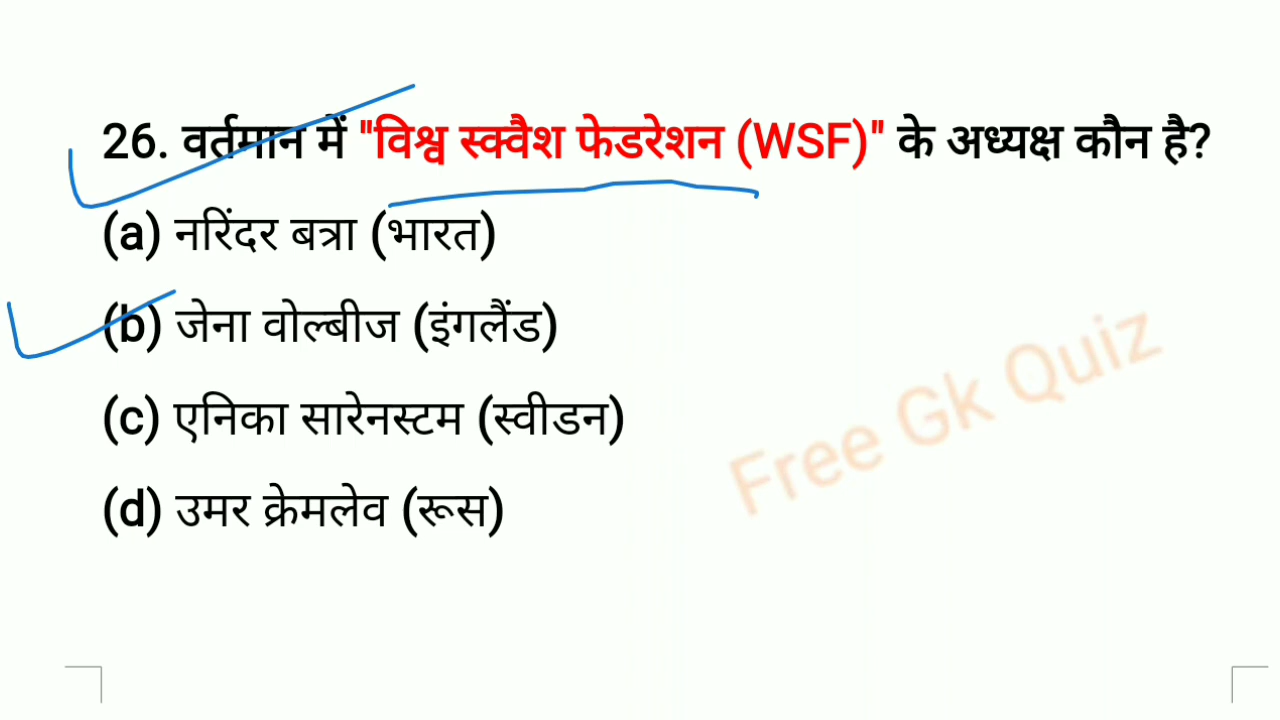 26. वर्तमान में "विश्व स्क्वैश फेडरेशन (WSF)" के अध्यक्ष कौन है?
(a) नरिंदर बत्रा (भारत)
(b) जेना वोल्बीज (इंगलैंड)
(c) एनिका सारेनस्टम (स्वीडन)
(d) उमर क्रेमलेव (रूस)
Free Gk Quiz